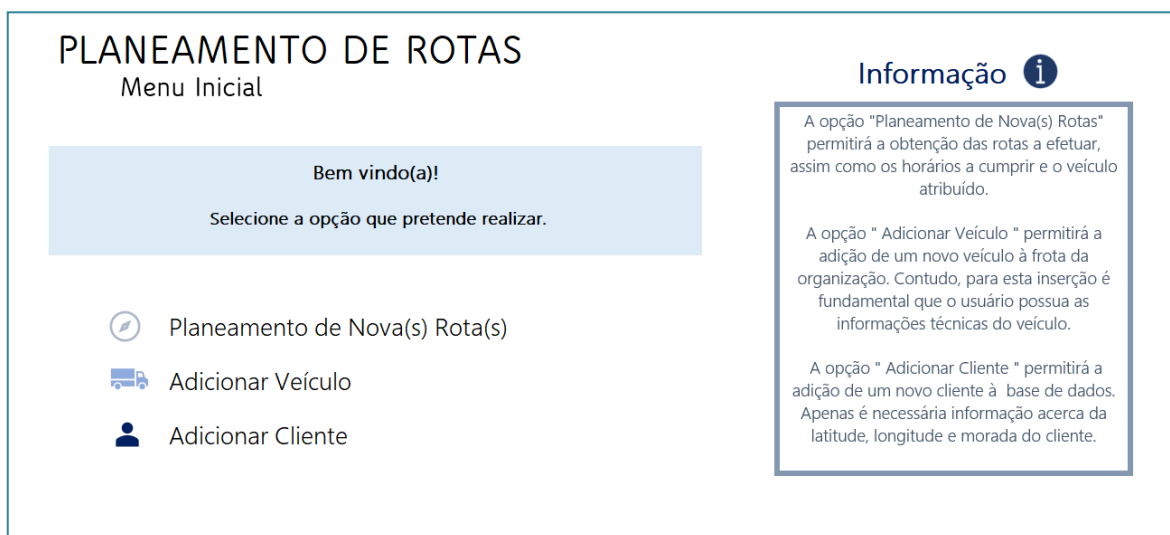 PLANEAMENTO DE ROTAS
Menu Inicial
Bem vindo(a)!
Selecione a opção que pretende realizar.
Planeamento de Nova(s) Rota(s)
Adicionar Veículo
Adicionar Cliente
Informação i
A opção "Planeamento de Nova(s) Rotas"
permitirá a obtenção das rotas a efetuar,
assim como os horários a cumprir e o veículo
atribuído.
A opção " Adicionar Veículo " permitirá a
adição de um novo veículo à frota da
organização. Contudo, para esta inserção é
fundamental que o usuário possua as
informações técnicas do veículo.
A opção " Adicionar Cliente " permitirá a
adição de um novo cliente à base de dados.
Apenas é necessária informação acerca da
latitude, longitude e morada do cliente.